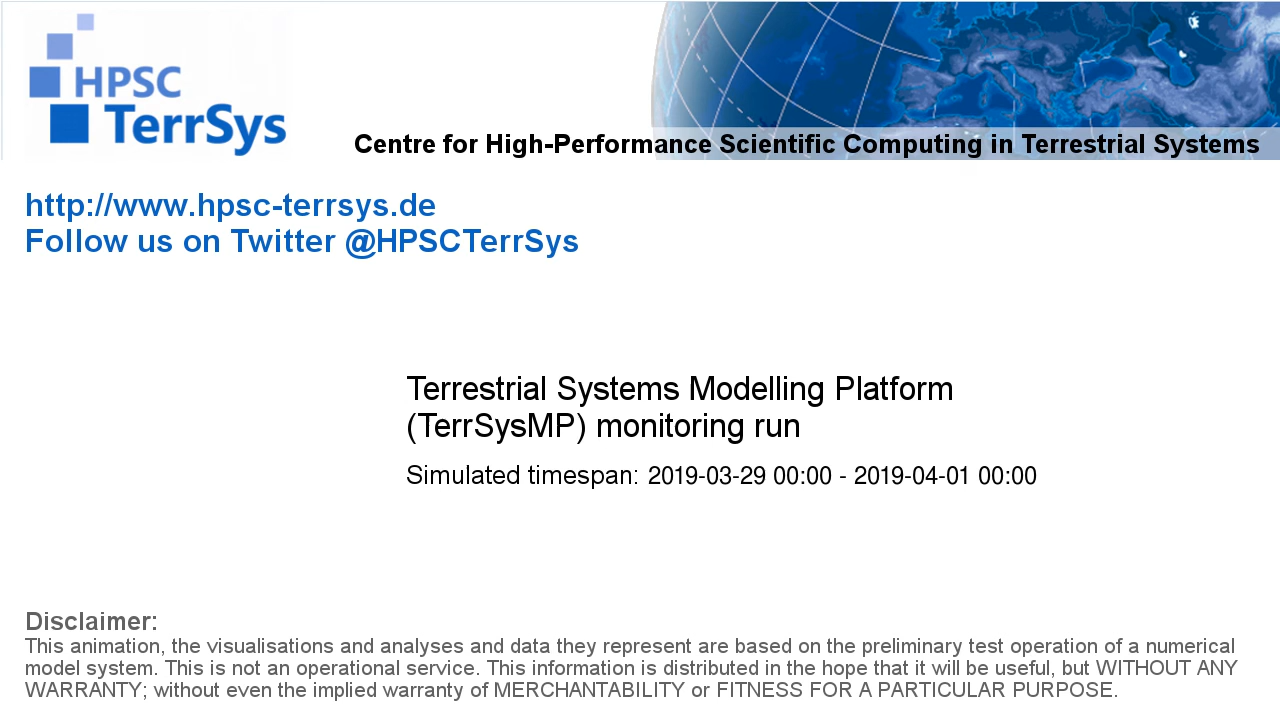 HPSC
TerrSys
Centre for High-Performance Scientific Computing in Terrestrial Systems
http://www.hpsc-terrsys.de
Follow us on Twitter @HPSCTerrSys
Terrestrial Systems Modelling Platform
(TerrSysMP) monitoring run
Simulated timespan: 2019-03-29 00:00 - 2019-04-01 00:00
Disclaimer:
This animation, the visualisations and analyses and data they represent are based on the preliminary test operation of a numerical
model system. This is not an operational service. This information is distributed in the hope that it will be useful, but WITHOUT ANY
WARRANTY; without even the implied warranty of MERCHANTABILITY or FITNESS FOR A PARTICULAR PURPOSE.